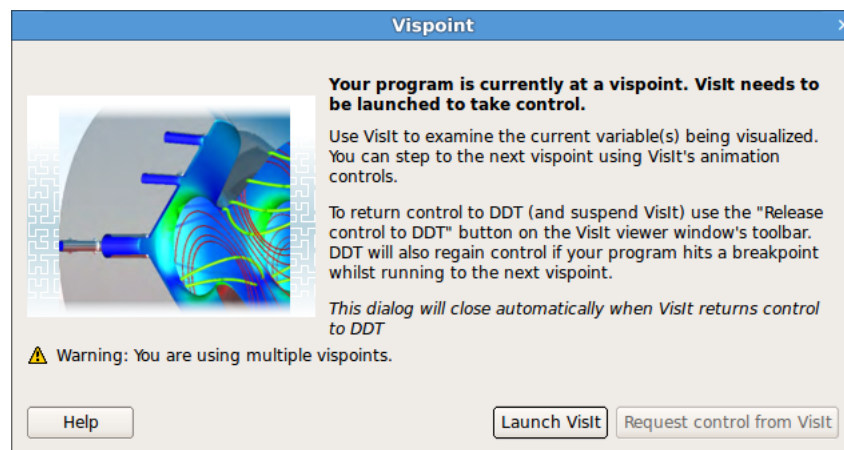 Vispoint
Your program is currently at a vispoint. VisIt needs to
be launched to take control.
Use VisIt to examine the current variable(s) being visualized.
You can step to the next vispoint using VisIt's animation
controls.
To return control to DDT (and suspend VisIt) use the "Release
control to DDT" button on the VisIt viewer window's toolbar.
DDT will also regain control if your program hits a breakpoint
whilst running to the next vispoint.
This dialog will close automatically when VisIt returns control
to DDT
Warning: You are using multiple vispoints.
Help
Launch VisIt
Request control from VisIt